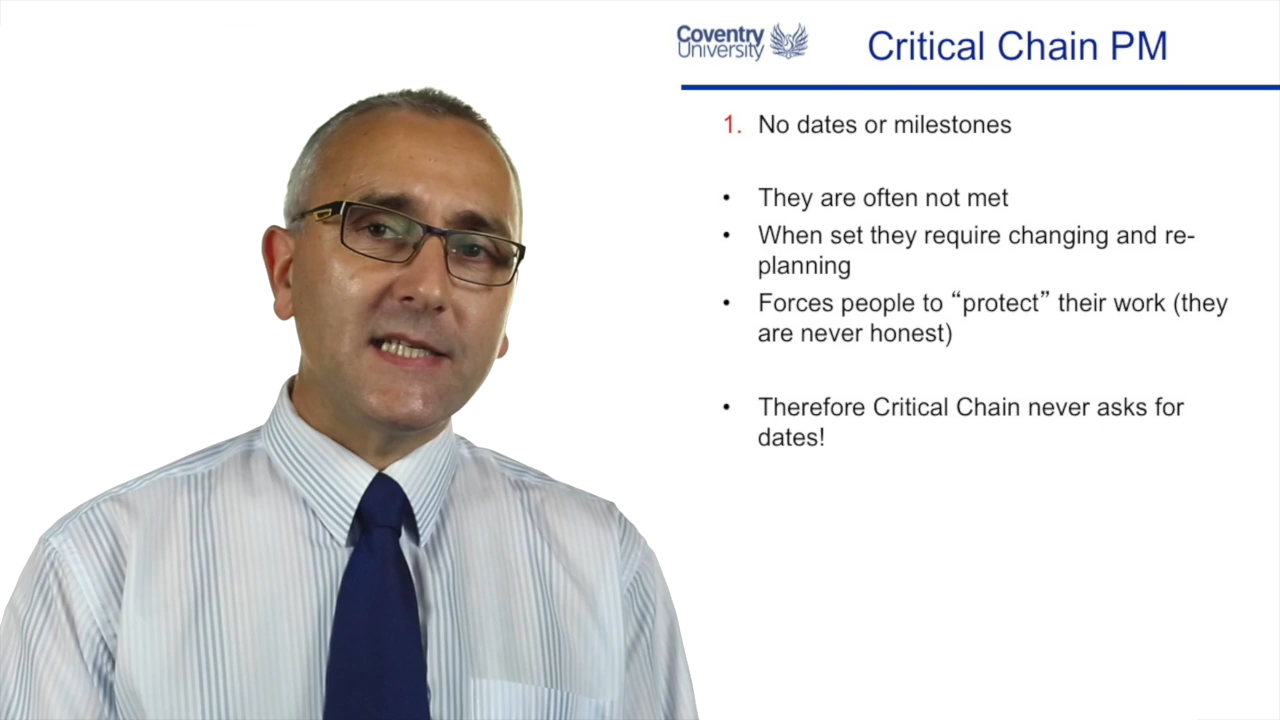 Coventry
University
Critical Chain PM
1. No dates or milestones
• They are often not met
• When set they require changing and re-
planning
• Forces people to “protect” their work (they
are never honest)
• Therefore Critical Chain never asks for
dates!